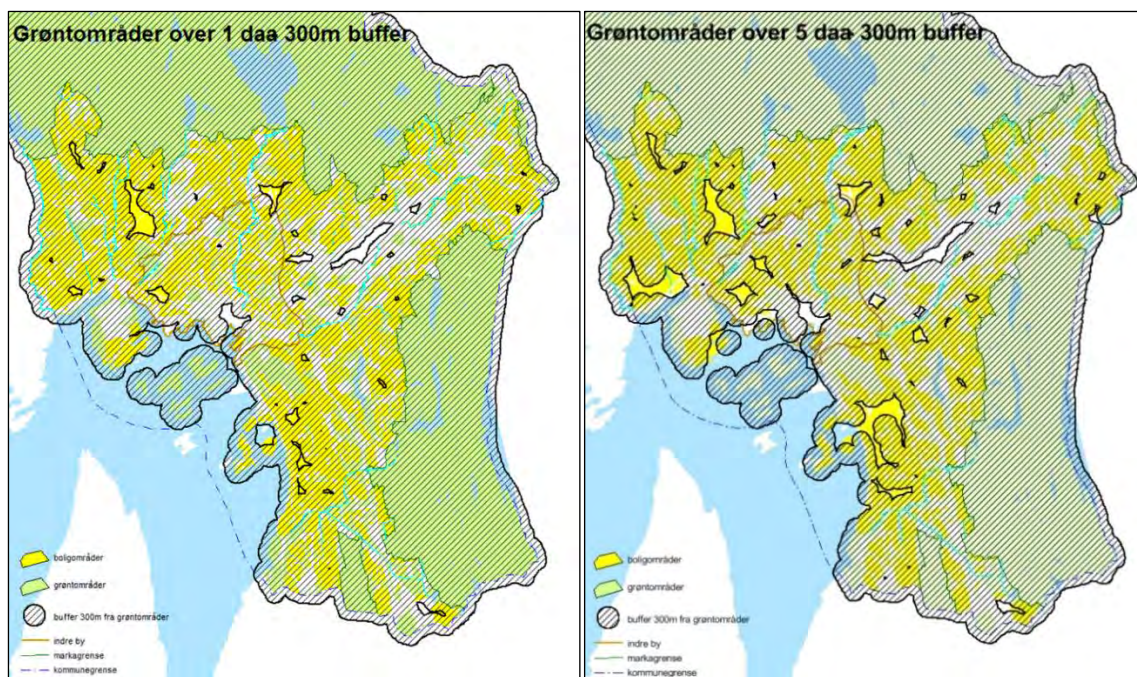 Grøntområder over 1 daa 300m buffer
boligområder
grøntområder
buffer 300m fra grøntområder
indre by
markagrense
kommunegrense
Grøntområder over 5 daa 300m buffer
boligområder
grøntområder
buffer 300m fra grøntområder
indre by
markagrense
kommunegrense